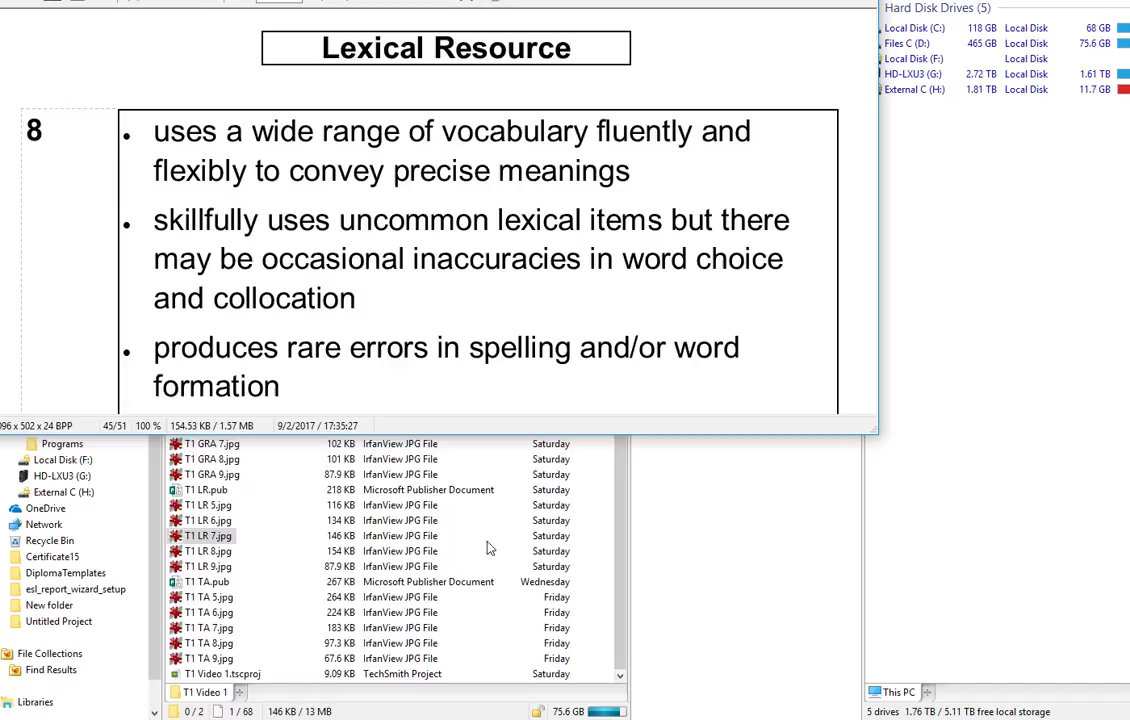 Lexical Resource
8
• uses a wide range of vocabulary fluently and
flexibly to convey precise meanings
• skillfully uses uncommon lexical items but there
may be occasional inaccuracies in word choice
and collocation
• produces rare errors in spelling and/or word
formation
096 x 502 x 24 BPP 45/51 100 % 154.53 KB / 1.57 MB 9/2/2017 / 17:35:27
Programs
Local Disk (F:)
HD-LXU3 (G:)
External C (H:)
OneDrive
Network
Recycle Bin
Certificate15
DiplomaTemplates
esl_report_wizard_setup
New folder
Untitled Project
File Collections
Find Results
Libraries
T1 GRA 7.jpg 102 KB IrfanView JPG File Saturday
T1 GRA 8.jpg 101 KB IrfanView JPG File Saturday
T1 GRA 9.jpg 87.9 KB IrfanView JPG File Saturday
T1 LR.pub 218 KB Microsoft Publisher Document Saturday
T1 LR 5.jpg 116 KB IrfanView JPG File Saturday
T1 LR 6.jpg 134 KB IrfanView JPG File Saturday
T1 LR 7.jpg 146 KB IrfanView JPG File Saturday
T1 LR 8.jpg 154 KB IrfanView JPG File Saturday
T1 LR 9.jpg 87.9 KB IrfanView JPG File Saturday
T1 TA.pub 267 KB Microsoft Publisher Document Wednesday
T1 TA 5.jpg 264 KB IrfanView JPG File Friday
T1 TA 6.jpg 224 KB IrfanView JPG File Friday
T1 TA 7.jpg 183 KB IrfanView JPG File Friday
T1 TA 8.jpg 97.3 KB IrfanView JPG File Friday
T1 TA 9.jpg 67.6 KB IrfanView JPG File Friday
T1 Video 1.tscproj 9.09 KB TechSmith Project Saturday
T1 Video 1
0 / 2 1 / 68 146 KB / 13 MB 75.6 GB
Hard Disk Drives (5)
Local Disk (C:) 118 GB Local Disk 68 GB
Files C (D:) 465 GB Local Disk 75.6 GB
Local Disk (F:) Local Disk
HD-LXU3 (G:) 2.72 TB Local Disk 1.61 TB
External C (H:) 1.81 TB Local Disk 11.7 GB
This PC
5 drives 1.76 TB / 5.11 TB free local storage